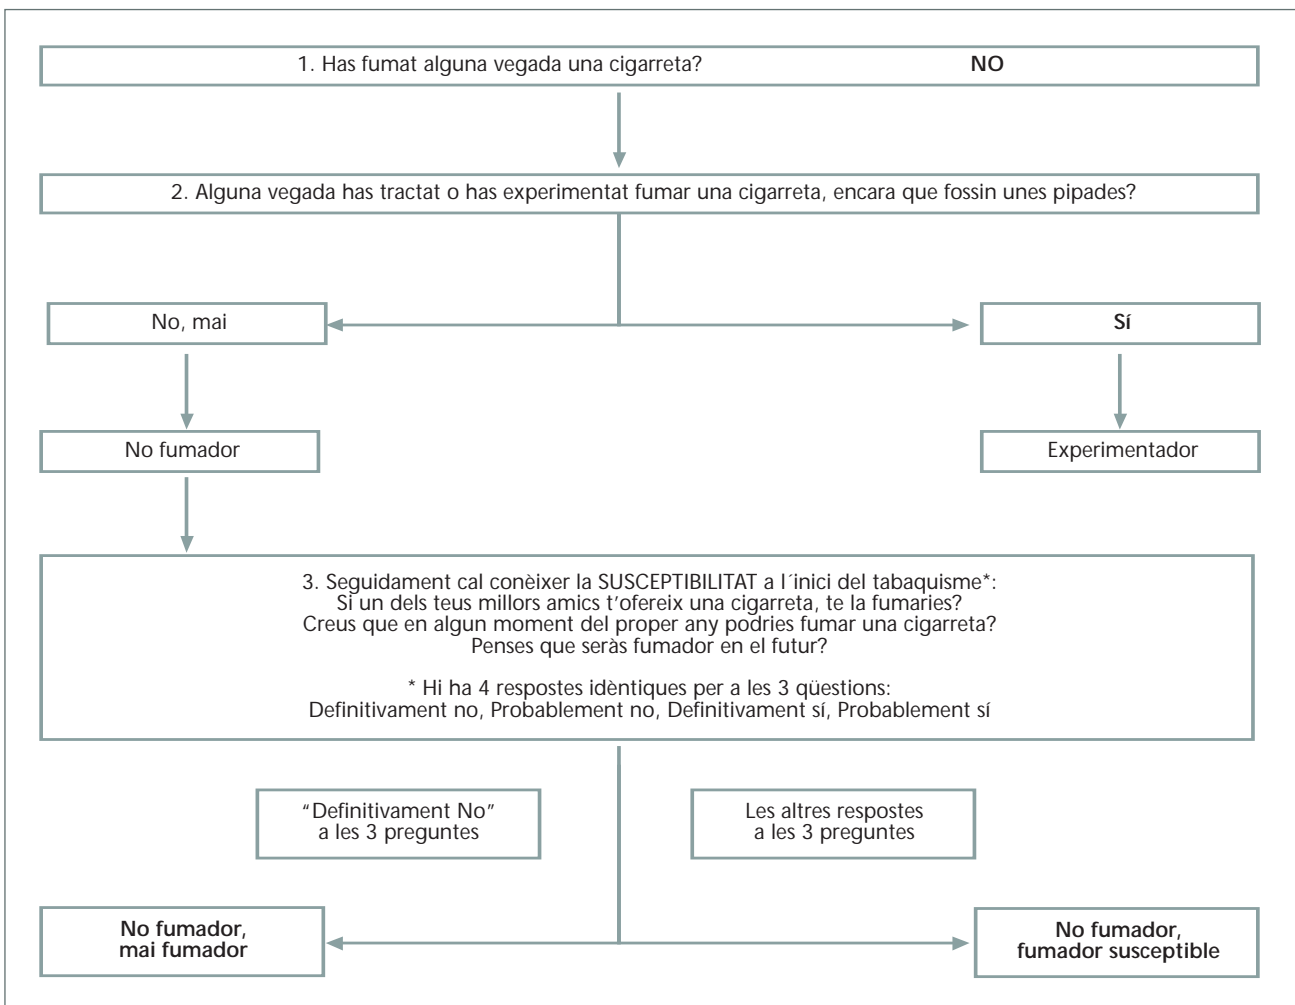 1. Has fumat alguna vegada una cigarreta? NO
2. Alguna vegada has tractat o has experimentat fumar una cigarreta, encara que fossin unes pipades?
No, mai
Sí
No fumador
Experimentador
3. Seguidament cal conèixer la SUSCEPTIBILITAT a l´inici del tabaquisme*:
Si un dels teus millors amics t’ofereix una cigarreta, te la fumaries?
Creus que en algun moment del proper any podries fumar una cigarreta?
Penses que seràs fumador en el futur?
* Hi ha 4 respostes idèntiques per a les 3 qüestions:
Definitivament no, Probablement no, Definitivament sí, Probablement sí
“Definitivament No”
a les 3 preguntes
Les altres respostes
a les 3 preguntes
No fumador,
mai fumador
No fumador,
fumador susceptible